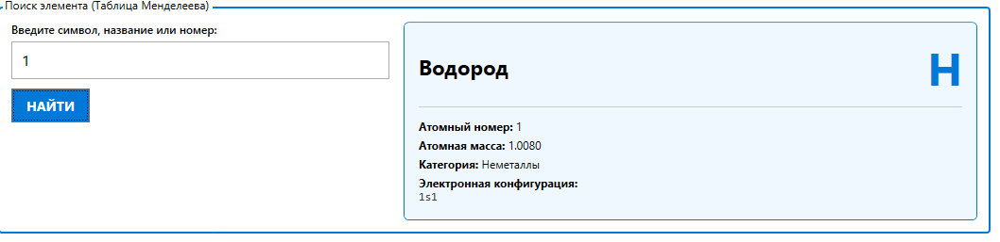 Поиск элемента (Таблица Менделеева)
Введите символ, название или номер:
1
НАЙТИ
Водород
H
Атомный номер: 1
Атомная масса: 1.0080
Категория: Неметаллы
Электронная конфигурация:
1s1